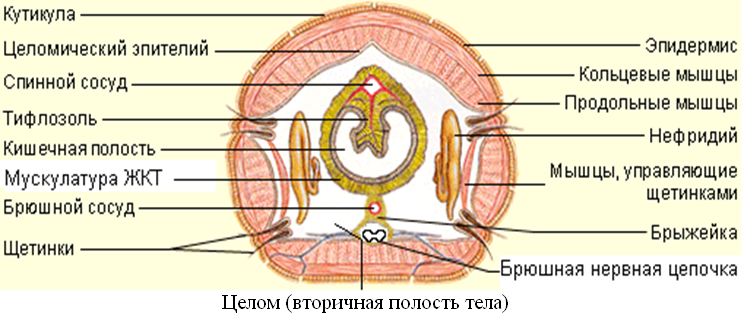 Кутикула
Целомический эпителий
Спинной сосуд
Тифлозоль
Кишечная полость
Мускулатура ЖКТ
Брюшной сосуд
Щетинки
Эпидермис
Кольцевые мышцы
Продольные мышцы
Нефридий
Мышцы, управляющие
щетинками
Брыжейка
Брюшная нервная цепочка
Целом (вторичная полость тела)